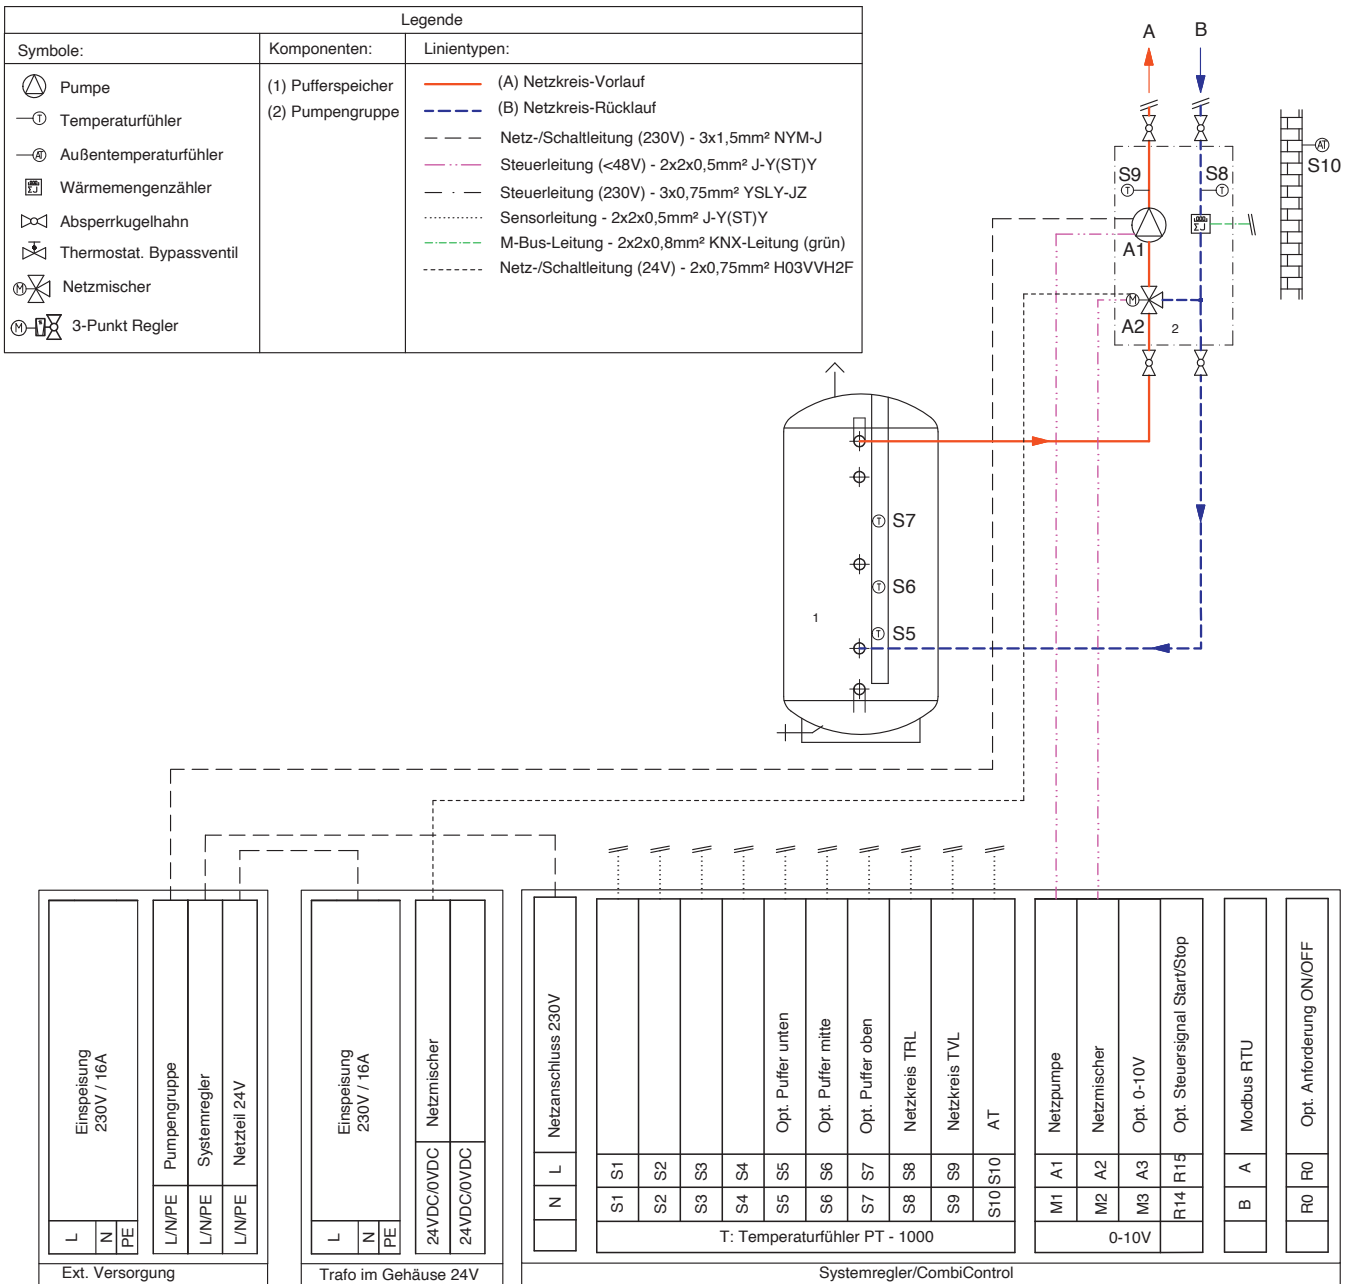 Legende
Symbole:
Komponenten:
Linientypen:
Pumpe
Temperaturfühler
Außentemperaturfühler
Wärmemengenzähler
Absperrkugelhahn
Thermostat. Bypassventil
Netzmischer
3-Punkt Regler
(1) Pufferspeicher
(2) Pumpengruppe
(A) Netzkreis-Vorlauf
(B) Netzkreis-Rücklauf
Netz-/Schaltleitung (230V) - 3x1,5mm² NYM-J
Steuerleitung (<48V) - 2x2x0,5mm² J-Y(ST)Y
Steuerleitung (230V) - 3x0,75mm² YSLY-JZ
Sensorleitung - 2x2x0,5mm² J-Y(ST)Y
M-Bus-Leitung - 2x2x0,8mm² KNX-Leitung (grün)
Netz-/Schaltleitung (24V) - 2x0,75mm² H03VVH2F
T
AT
M
M
A
B
S9
S8
T
T
AT
S10
A1
M
A2
2
T S7
T S6
T S5
1
Einspeisung
230V / 16A
L
N
PE
Pumpengruppe
L/N/PE
Systemregler
L/N/PE
Netzteil 24V
L/N/PE
Ext. Versorgung
Einspeisung
230V / 16A
L
N
PE
Netzmischer
24VDC/0VDC
24VDC/0VDC
Trafo im Gehäuse 24V
Netzanschluss 230V
L
N
S1
S1
S2
S2
S3
S3
S4
S4
Opt. Puffer unten
S5
S5
Opt. Puffer mitte
S6
S6
Opt. Puffer oben
S7
S7
Netzkreis TRL
S8
S8
Netzkreis TVL
S9
S9
AT
S10
S10
T: Temperaturfühler PT - 1000
Netzpumpe
A1
M1
Netzmischer
A2
M2
Opt. 0-10V
A3
M3
Opt. Steuersignal Start/Stop
R15
R14
0-10V
Modbus RTU
A
B
Opt. Anforderung ON/OFF
R0
R0
Systemregler/CombiControl